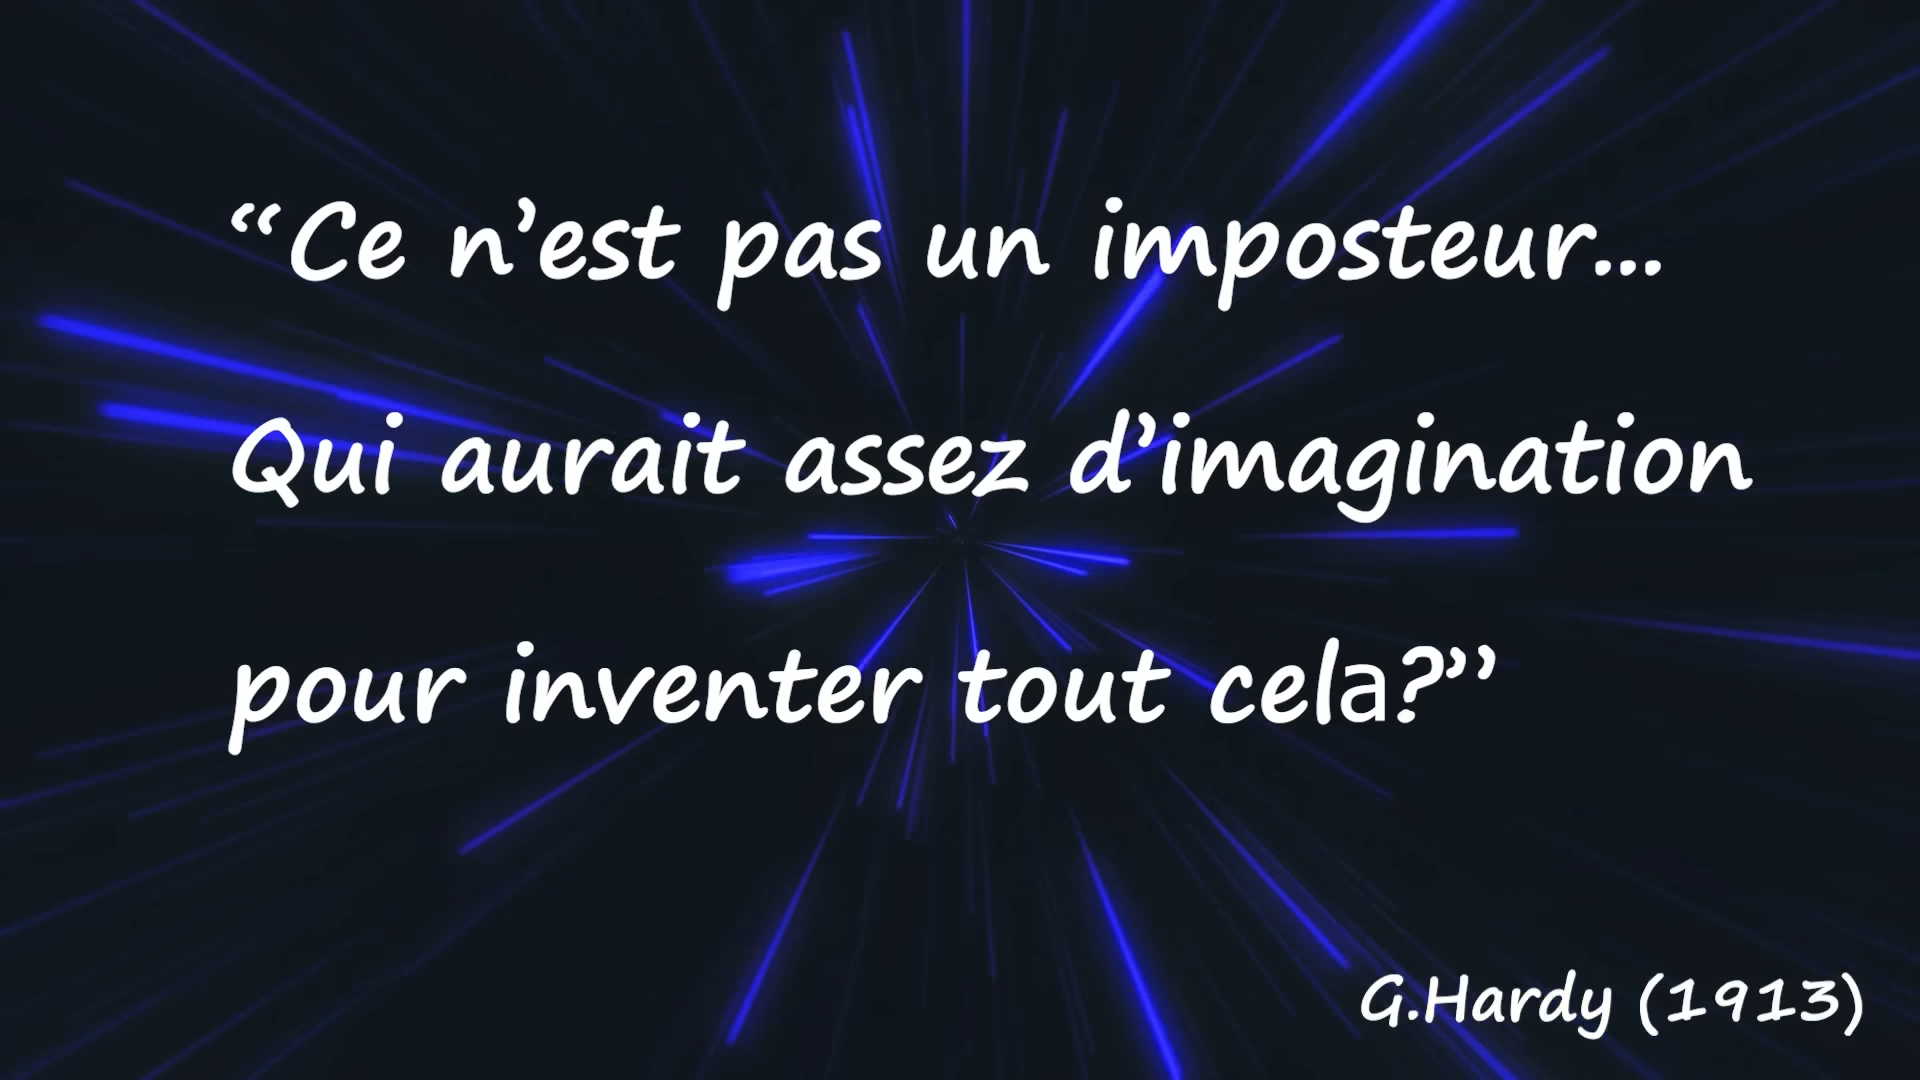 “Ce n’est pas un imposteur...
Qui aurait assez d’imagination
pour inventer tout cela?’’
G.Hardy (1913)